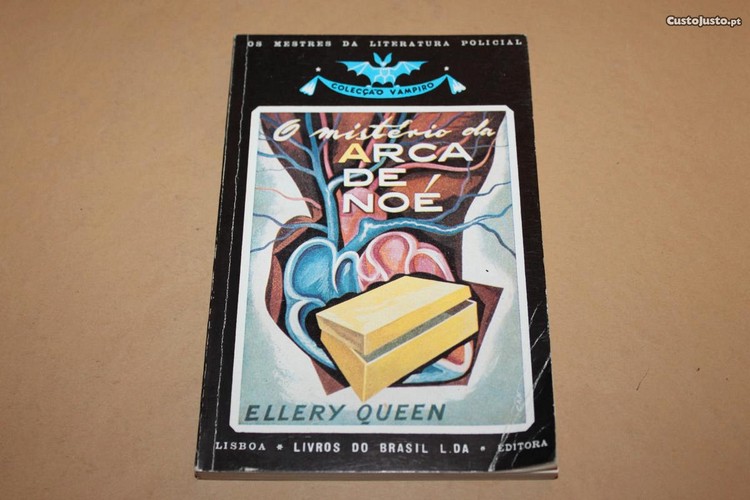 CustoJusto.pt
OS MESTRES DA LITERATURA POLICIAL
COLECÇÃO VAMPIRO
O mistério da
ARCA
DE
NOÉ
ELLERY QUEEN
LISBOA * LIVROS DO BRASIL L.DA * EDITORA